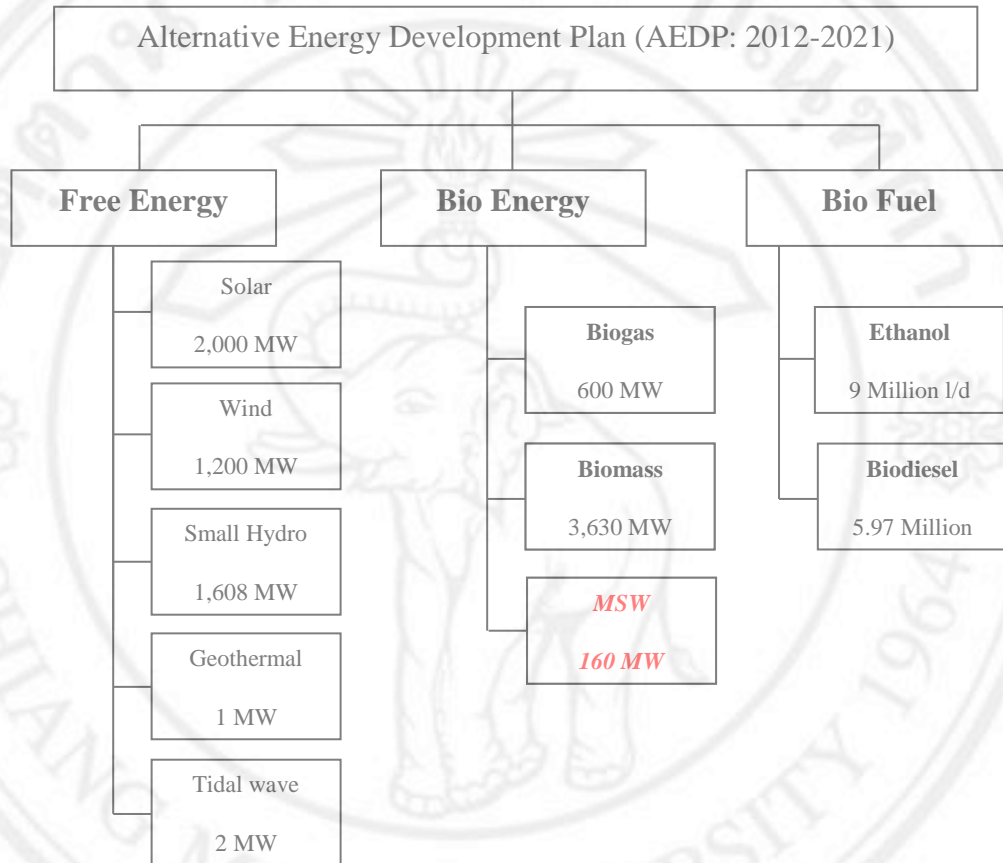 Alternative Energy Development Plan (AEDP: 2012-2021)
Free Energy
Solar
2,000 MW
Wind
1,200 MW
Small Hydro
1,608 MW
Geothermal
1 MW
Tidal wave
2 MW
Bio Energy
Biogas
600 MW
Biomass
3,630 MW
MSW
160 MW
Bio Fuel
Ethanol
9 Million l/d
Biodiesel
5.97 Million